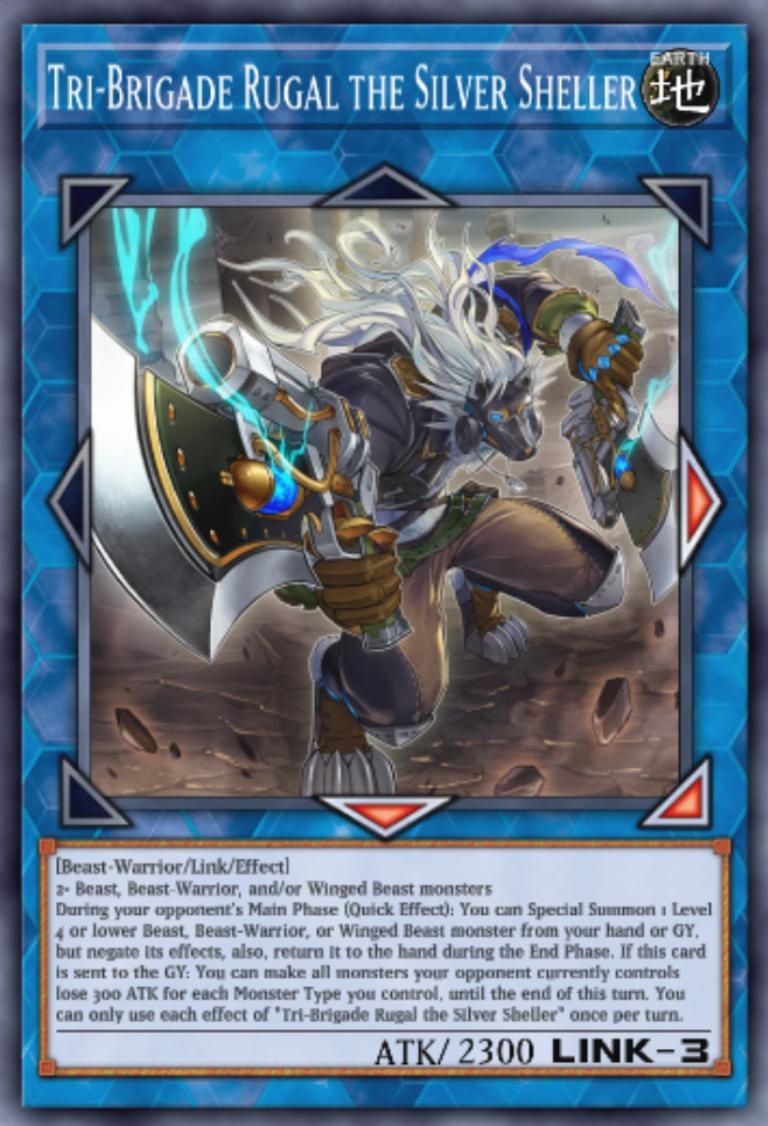 TRI-BRIGADE RUGAL THE SILVER SHELLER
EARTH
地
[Beast-Warrior/Link/Effect]
2+ Beast, Beast-Warrior, and/or Winged Beast monsters
During your opponent's Main Phase (Quick Effect): You can Special Summon 1 Level
4 or lower Beast, Beast-Warrior, or Winged Beast monster from your hand or GY,
but negate its effects, also, return it to the hand during the End Phase. If this card
is sent to the GY: You can make all monsters your opponent currently controls
lose 300 ATK for each Monster Type you control, until the end of this turn. You
can only use each effect of "Tri-Brigade Rugal the Silver Sheller" once per turn.
ATK/ 2300 LINK-3